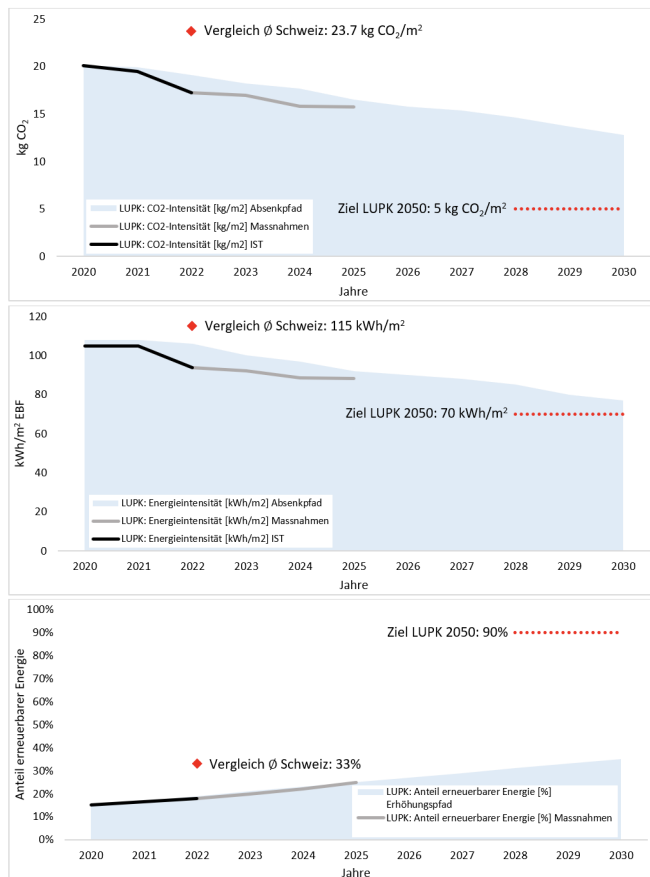 25
20
15
10
5
0
kg CO₂
Vergleich Ø Schweiz: 23.7 kg CO₂/m²
Ziel LUPK 2050: 5 kg CO₂/m²
LUPK: CO2-Intensität [kg/m2] Absenkpfad
LUPK: CO2-Intensität [kg/m2] Massnahmen
LUPK: CO2-Intensität [kg/m2] IST
2020 2021 2022 2023 2024 2025 2026 2027 2028 2029 2030
Jahre
120
100
80
60
40
20
0
kWh/m² EBF
Vergleich Ø Schweiz: 115 kWh/m²
Ziel LUPK 2050: 70 kWh/m²
LUPK: Energieintensität [kWh/m2] Absenkpfad
LUPK: Energieintensität [kWh/m2] Massnahmen
LUPK: Energieintensität [kWh/m2] IST
2020 2021 2022 2023 2024 2025 2026 2027 2028 2029 2030
Jahre
100%
90%
80%
70%
60%
50%
40%
30%
20%
10%
0%
Anteil erneuerbarer Energie
Ziel LUPK 2050: 90%
Vergleich Ø Schweiz: 33%
LUPK: Anteil erneuerbarer Energie [%]
Erhöhungspfad
LUPK: Anteil erneuerbarer Energie [%] Massnahmen
2020 2021 2022 2023 2024 2025 2026 2027 2028 2029 2030
Jahre